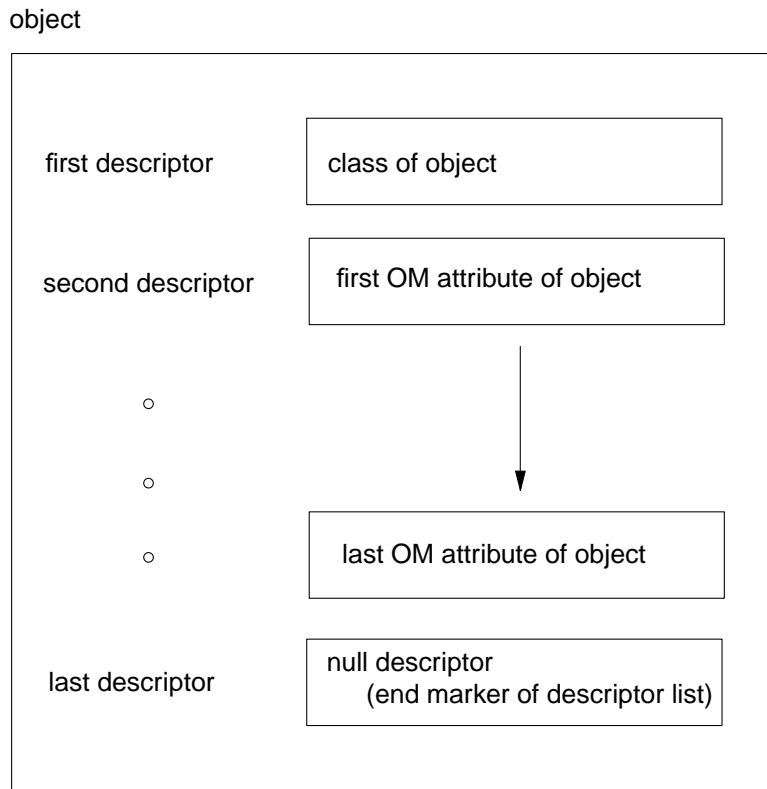 object
first descriptor
class of object
second descriptor
first OM attribute of object
last OM attribute of object
last descriptor
null descriptor
(end marker of descriptor list)